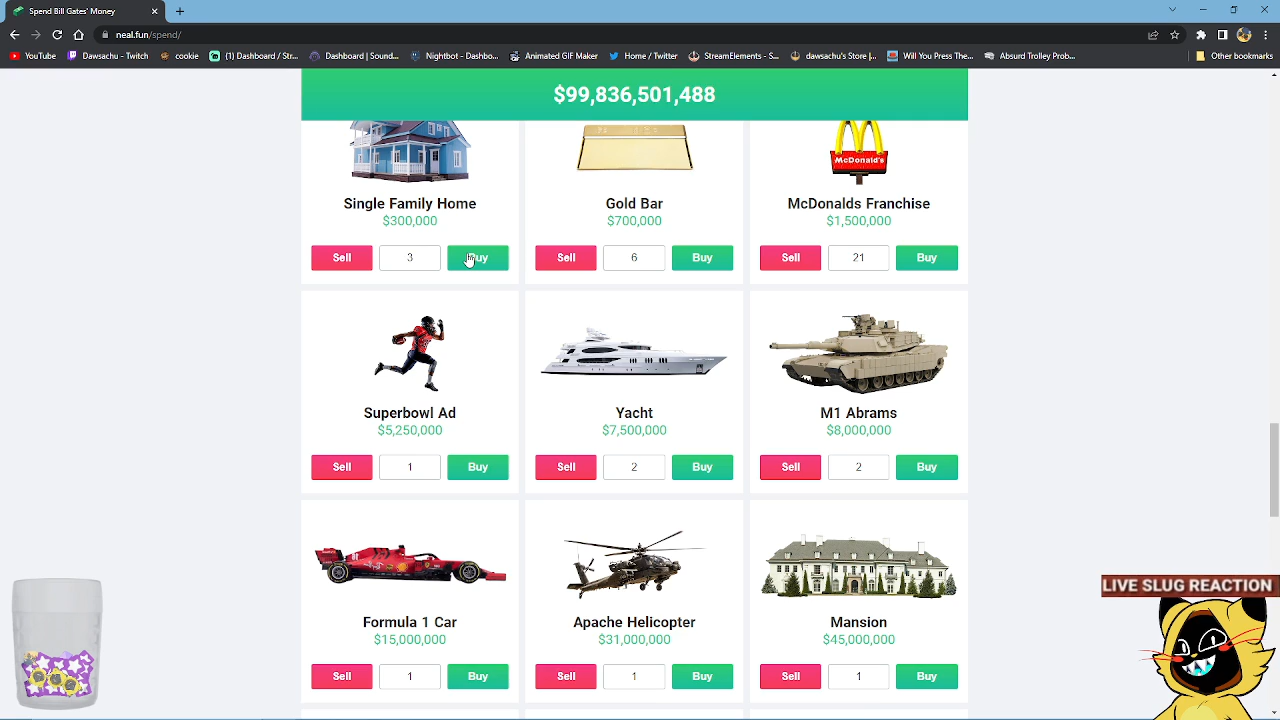 Spend Bill Gates Money
neal.fun/spend/
YouTube
Dawsachu - Twitch
cookie
(1) Dashboard / Str...
Dashboard | Sound...
Nightbot - Dashbo...
Animated GIF Maker
Home / Twitter
StreamElements - S...
dawsachu's Store |...
Will You Press The...
Absurd Trolley Prob...
Other bookmarks
$99,836,501,488
McDonald's
Single Family Home
Gold Bar
McDonalds Franchise
$300,000
$700,000
$1,500,000
Sell 3 Buy
Sell 6 Buy
Sell 21 Buy
Superbowl Ad
Yacht
M1 Abrams
$5,250,000
$7,500,000
$8,000,000
Sell 1 Buy
Sell 2 Buy
Sell 2 Buy
LIVE SLUG REACTION
Formula 1 Car
Apache Helicopter
Mansion
$15,000,000
$31,000,000
$45,000,000
Sell 1 Buy
Sell 1 Buy
Sell 1 Buy